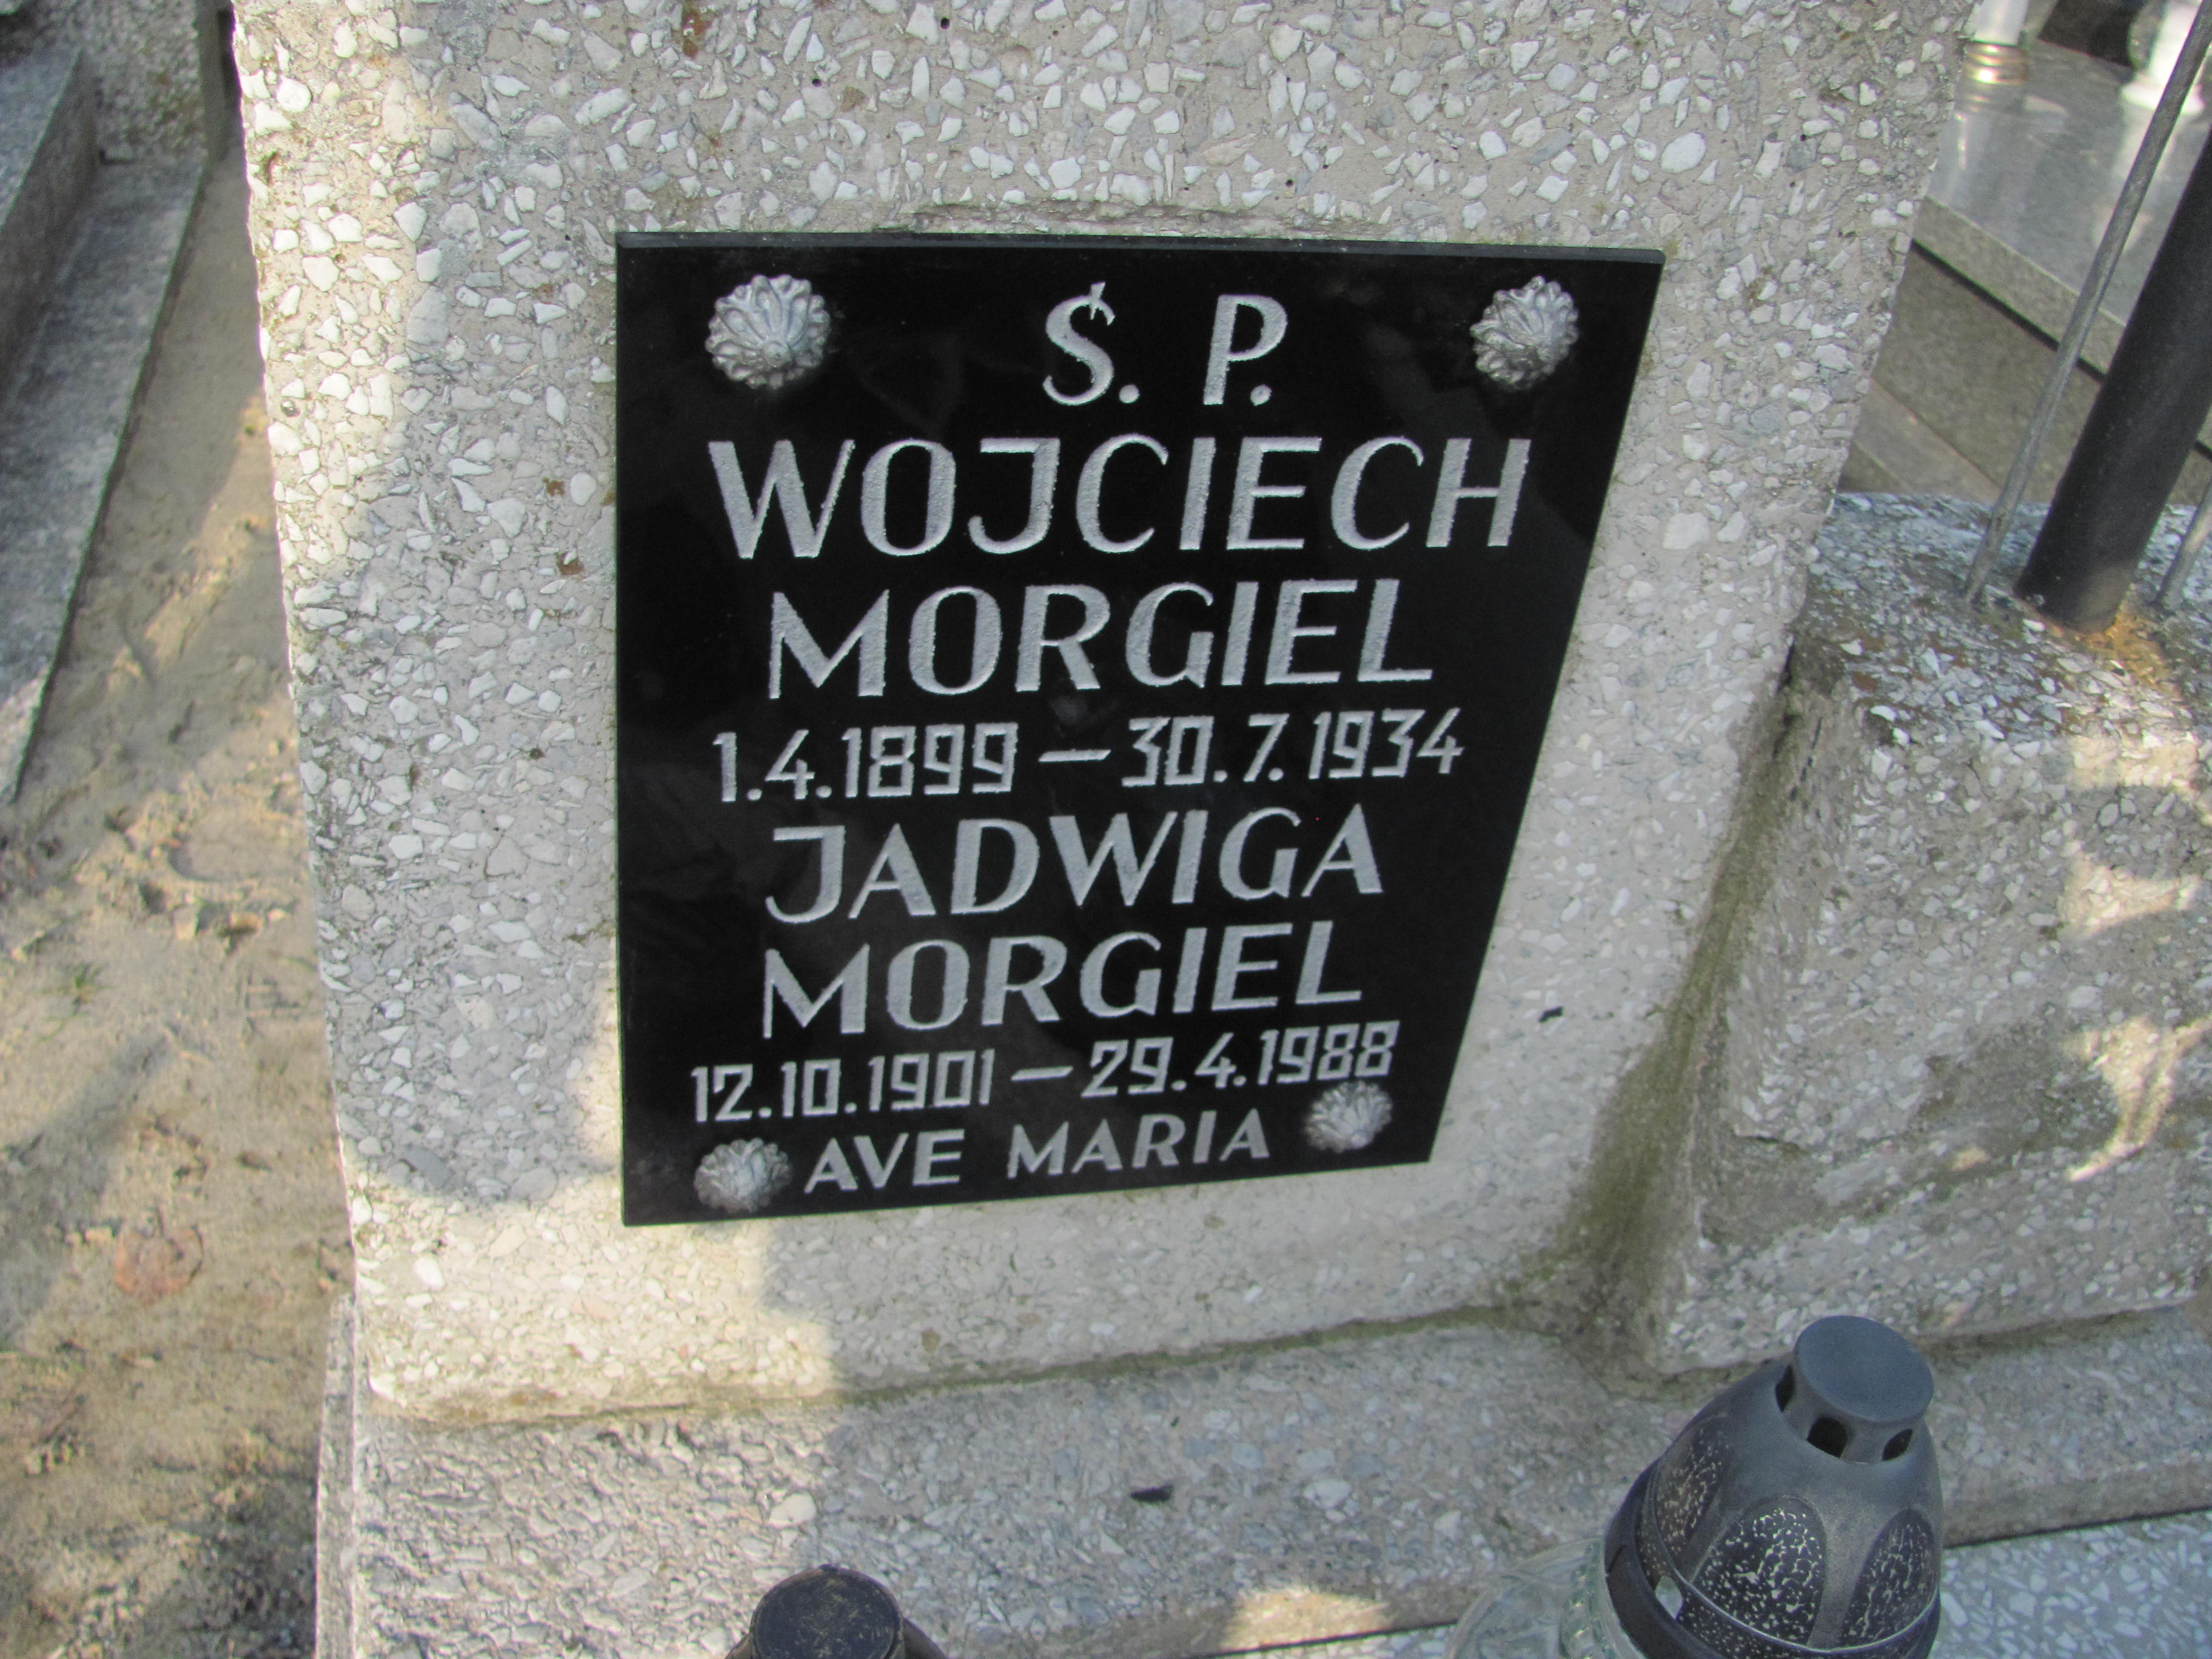 Ś. P.
WOJCIECH
MORGIEL
1.4.1899 — 30.7.1934
JADWIGA
MORGIEL
12.10.1901 — 29.4.1988
AVE MARIA